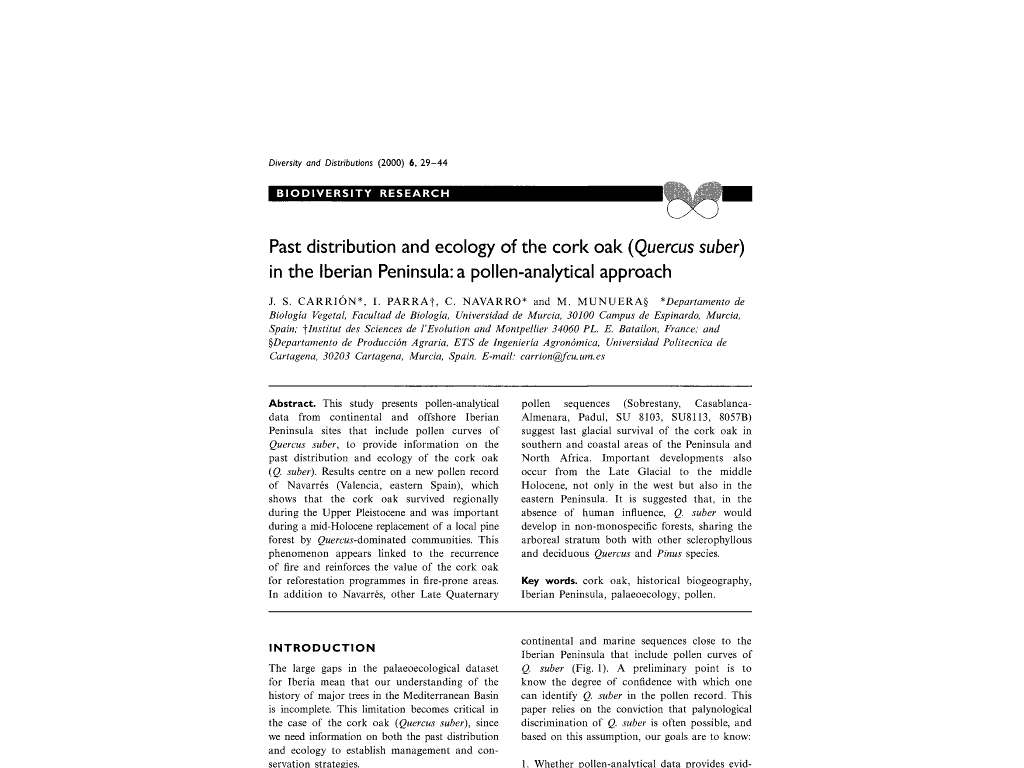 Diversity and Distributions (2000) 6, 29–44
BIODIVERSITY RESEARCH
Past distribution and ecology of the cork oak (Quercus suber)
in the Iberian Peninsula: a pollen-analytical approach
J. S. CARRIÓN*, I. PARRA†, C. NAVARRO* and M. MUNUERA§ *Departamento de
Biología Vegetal, Facultad de Biología, Universidad de Murcia, 30100 Campus de Espinardo, Murcia,
Spain; †Institut des Sciences de l'Evolution and Montpellier 34060 PL. E. Batailon, France; and
§Departamento de Producción Agraria, ETS de Ingeniería Agronómica, Universidad Politecnica de
Cartagena, 30203 Cartagena, Murcia, Spain. E-mail: carrion@fcu.um.es
Abstract. This study presents pollen-analytical
data from continental and offshore Iberian
Peninsula sites that include pollen curves of
Quercus suber, to provide information on the
past distribution and ecology of the cork oak
(Q. suber). Results centre on a new pollen record
of Navarrés (Valencia, eastern Spain), which
shows that the cork oak survived regionally
during the Upper Pleistocene and was important
during a mid-Holocene replacement of a local pine
forest by Quercus-dominated communities. This
phenomenon appears linked to the recurrence
of fire and reinforces the value of the cork oak
for reforestation programmes in fire-prone areas.
In addition to Navarrés, other Late Quaternary
pollen sequences (Sobrestany, Casablanca-
Almenara, Padul, SU 8103, SU8113, 8057B)
suggest last glacial survival of the cork oak in
southern and coastal areas of the Peninsula and
North Africa. Important developments also
occur from the Late Glacial to the middle
Holocene, not only in the west but also in the
eastern Peninsula. It is suggested that, in the
absence of human influence, Q. suber would
develop in non-monospecific forests, sharing the
arboreal stratum both with other sclerophyllous
and deciduous Quercus and Pinus species.
Key words. cork oak, historical biogeography,
Iberian Peninsula, palaeoecology, pollen.
INTRODUCTION
The large gaps in the palaeoecological dataset
for Iberia mean that our understanding of the
history of major trees in the Mediterranean Basin
is incomplete. This limitation becomes critical in
the case of the cork oak (Quercus suber), since
we need information on both the past distribution
and ecology to establish management and con-
servation strategies.
continental and marine sequences close to the
Iberian Peninsula that include pollen curves of
Q. suber (Fig. 1). A preliminary point is to
know the degree of confidence with which one
can identify Q. suber in the pollen record. This
paper relies on the conviction that palynological
discrimination of Q. suber is often possible, and
based on this assumption, our goals are to know:
1. Whether pollen-analytical data provides evid-